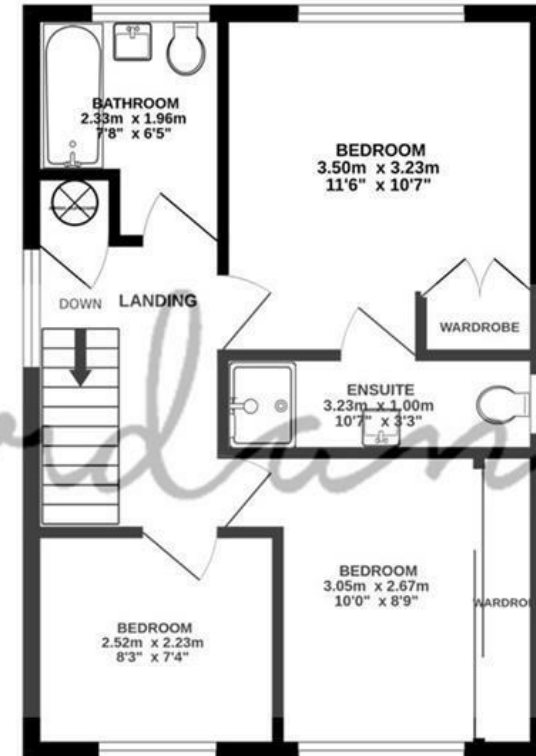 BATHROOM
2.33m x 1.96m
7'8" x 6'5"
BEDROOM
3.50m x 3.23m
11'6" x 10'7"
DOWN
LANDING
WARDROBE
ENSUITE
3.23m x 1.00m
10'7" x 3'3"
BEDROOM
3.05m x 2.67m
10'0" x 8'9"
WARDROB
BEDROOM
2.52m x 2.23m
8'3" x 7'4"